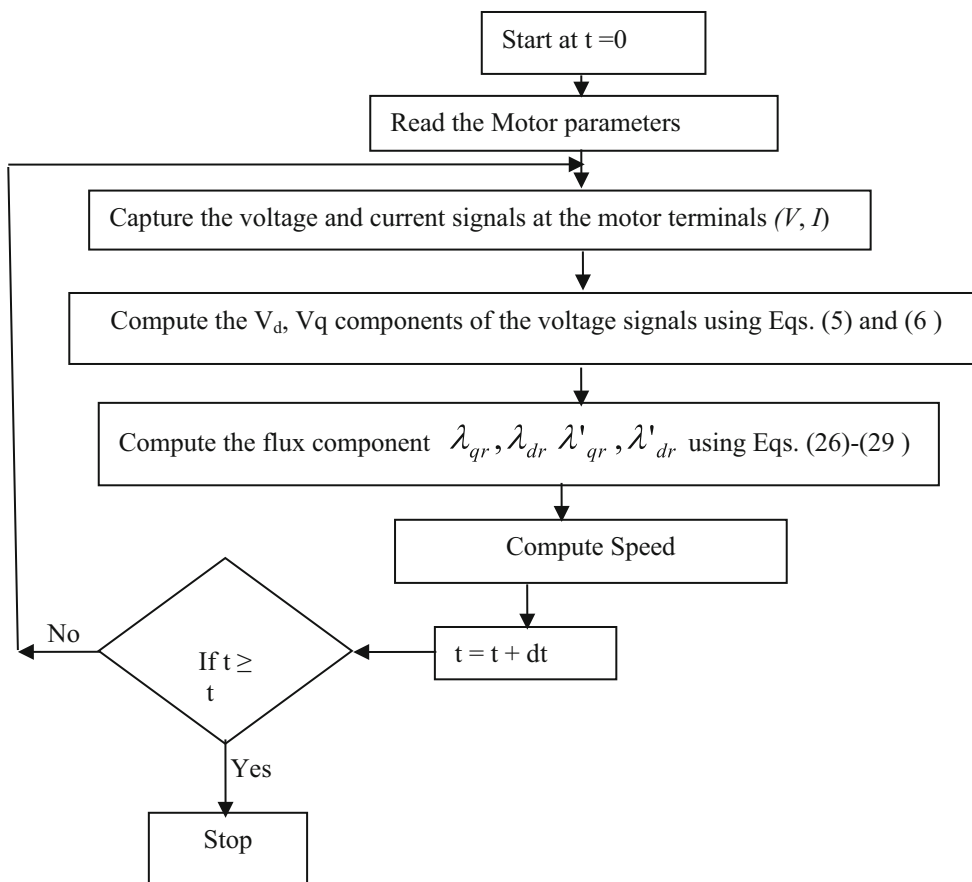 Start at t =0
Read the Motor parameters
Capture the voltage and current signals at the motor terminals (V, I)
Compute the V_d, Vq components of the voltage signals using Eqs. (5) and (6 )
Compute the flux component λ_qr , λ_dr λ'_qr , λ'_dr using Eqs. (26)-(29 )
Compute Speed
t = t + dt
No
If t ≥
t
Yes
Stop